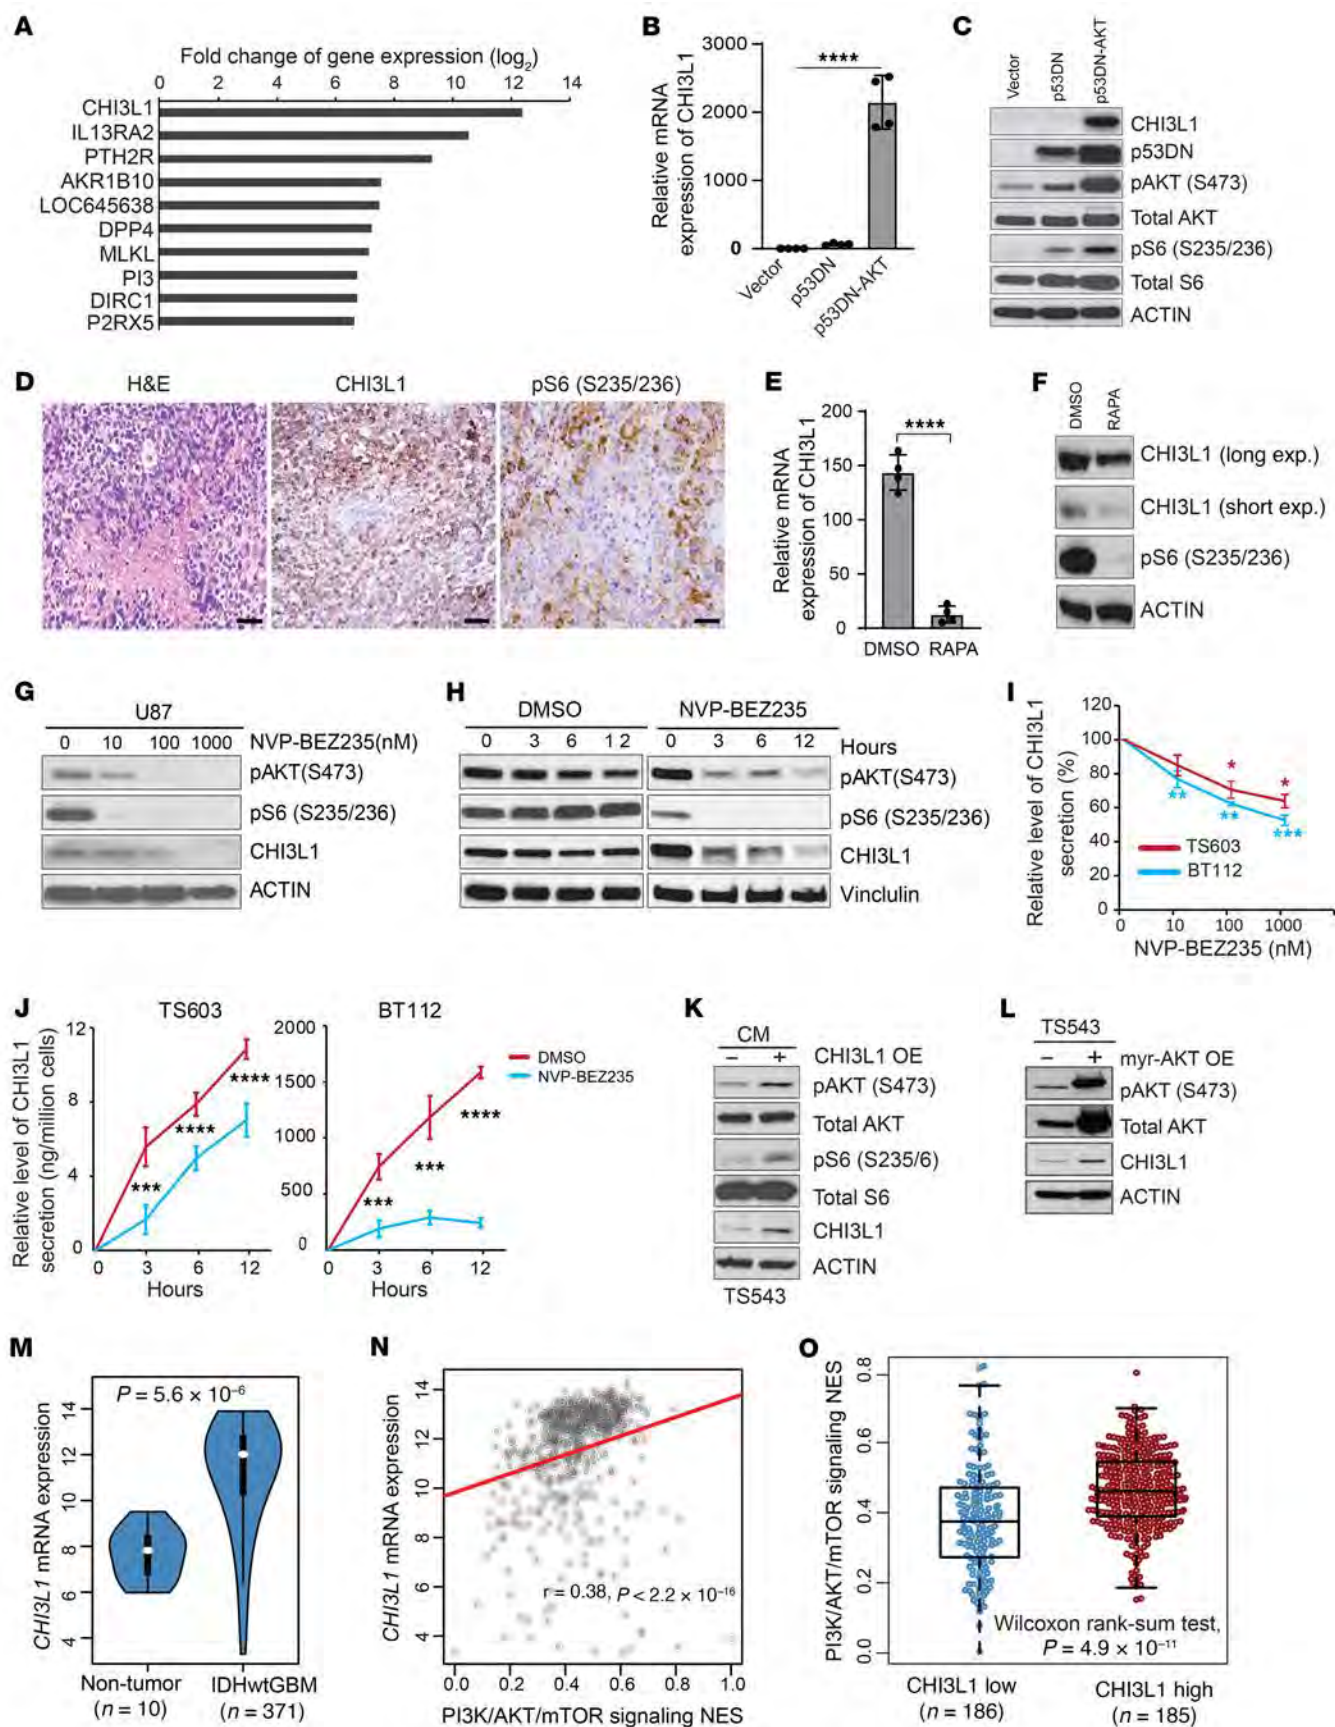 A
Fold change of gene expression (log2)
0 2 4 6 8 10 12 14
CHI3L1
IL13RA2
PTH2R
AKR1B10
LOC645638
DPP4
MLKL
PI3
DIRC1
P2RX5
B
Relative mRNA
expression of CHI3L1
3000
2000
1000
0
****
Vector
p53DN
p53DN-AKT
C
Vector
p53DN
p53DN-AKT
CHI3L1
p53DN
pAKT (S473)
Total AKT
pS6 (S235/236)
Total S6
ACTIN
D
H&E
CHI3L1
pS6 (S235/236)
E
Relative mRNA
expression of CHI3L1
200
150
100
50
0
****
DMSO RAPA
F
DMSO
RAPA
CHI3L1 (long exp.)
CHI3L1 (short exp.)
pS6 (S235/236)
ACTIN
G
U87
0 10 100 1000 NVP-BEZ235(nM)
pAKT(S473)
pS6 (S235/236)
CHI3L1
ACTIN
H
DMSO NVP-BEZ235
0 3 6 12 0 3 6 12 Hours
pAKT(S473)
pS6 (S235/236)
CHI3L1
Vinclulin
I
Relative level of CHI3L1
secretion (%)
120
100
80
60
40
20
0
* *
** ** ***
TS603
BT112
0 10 100 1000
NVP-BEZ235 (nM)
J
TS603
Relative level of CHI3L1
secretion (ng/million cells)
12
8
4
0
*** **** ****
0 3 6 12
Hours
BT112
2000
1500
1000
500
0
*** *** ****
0 3 6 12
Hours
DMSO
NVP-BEZ235
K
CM
− + CHI3L1 OE
pAKT (S473)
Total AKT
pS6 (S235/6)
Total S6
CHI3L1
ACTIN
TS543
L
TS543
− + myr-AKT OE
pAKT (S473)
Total AKT
CHI3L1
ACTIN
M
CHI3L1 mRNA expression
14
12
10
8
6
4
P = 5.6 × 10⁻⁶
Non-tumor IDHwtGBM
(n = 10) (n = 371)
N
CHI3L1 mRNA expression
14
12
10
8
6
4
r = 0.38, P < 2.2 × 10⁻¹⁶
0.0 0.2 0.4 0.6 0.8 1.0
PI3K/AKT/mTOR signaling NES
O
PI3K/AKT/mTOR signaling NES
0.8
0.6
0.4
0.2
0.0
Wilcoxon rank-sum test,
P = 4.9 × 10⁻¹¹
CHI3L1 low CHI3L1 high
(n = 186) (n = 185)